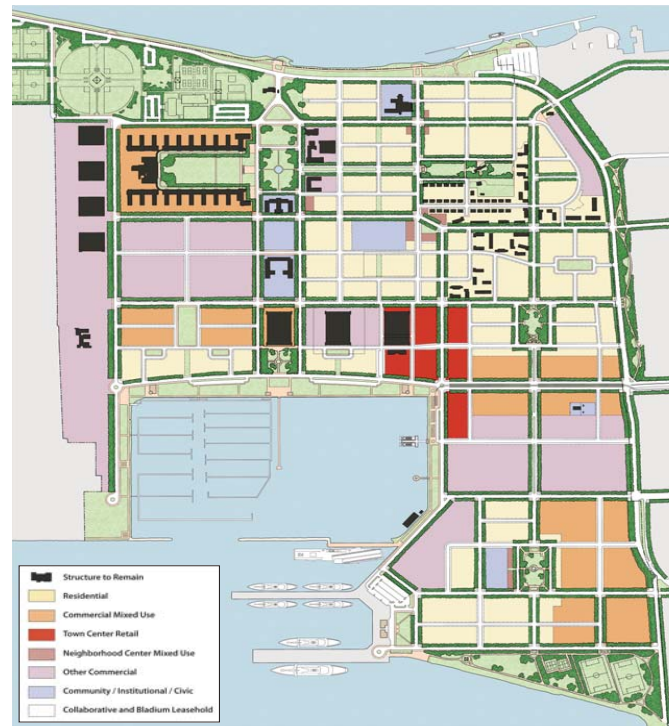 Structure to Remain
Residential
Commercial Mixed Use
Town Center Retail
Neighborhood Center Mixed Use
Other Commercial
Community / Institutional / Civic
Collaborative and Bladium Leasehold